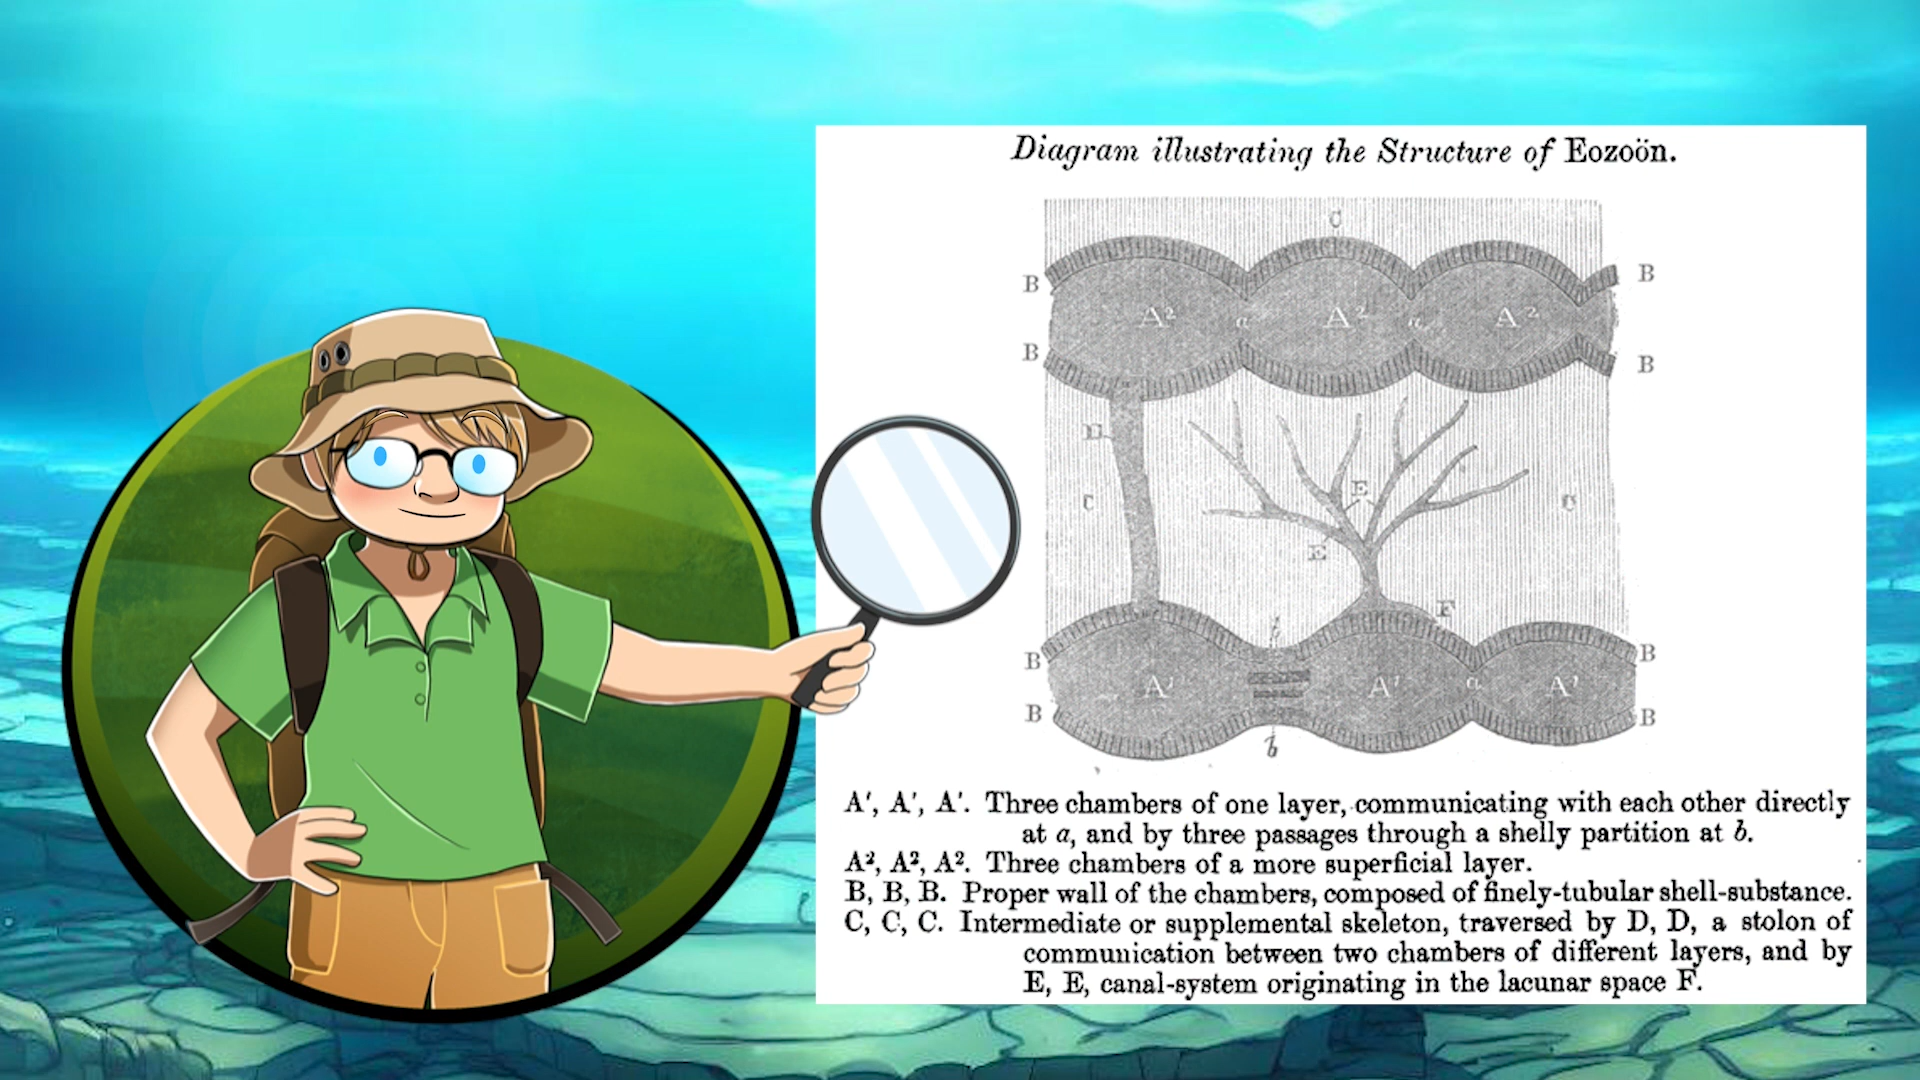 Diagram illustrating the Structure of Eozoön.
C
B B
A² a A² a A²
B B
D
E
C C
E
F
b
B B
A' A' a A'
B B
b
A', A', A'. Three chambers of one layer, communicating with each other directly
at a, and by three passages through a shelly partition at b.
A², A², A². Three chambers of a more superficial layer.
B, B, B. Proper wall of the chambers, composed of finely-tubular shell-substance.
C, C, C. Intermediate or supplemental skeleton, traversed by D, D, a stolon of
communication between two chambers of different layers, and by
E, E, canal-system originating in the lacunar space F.